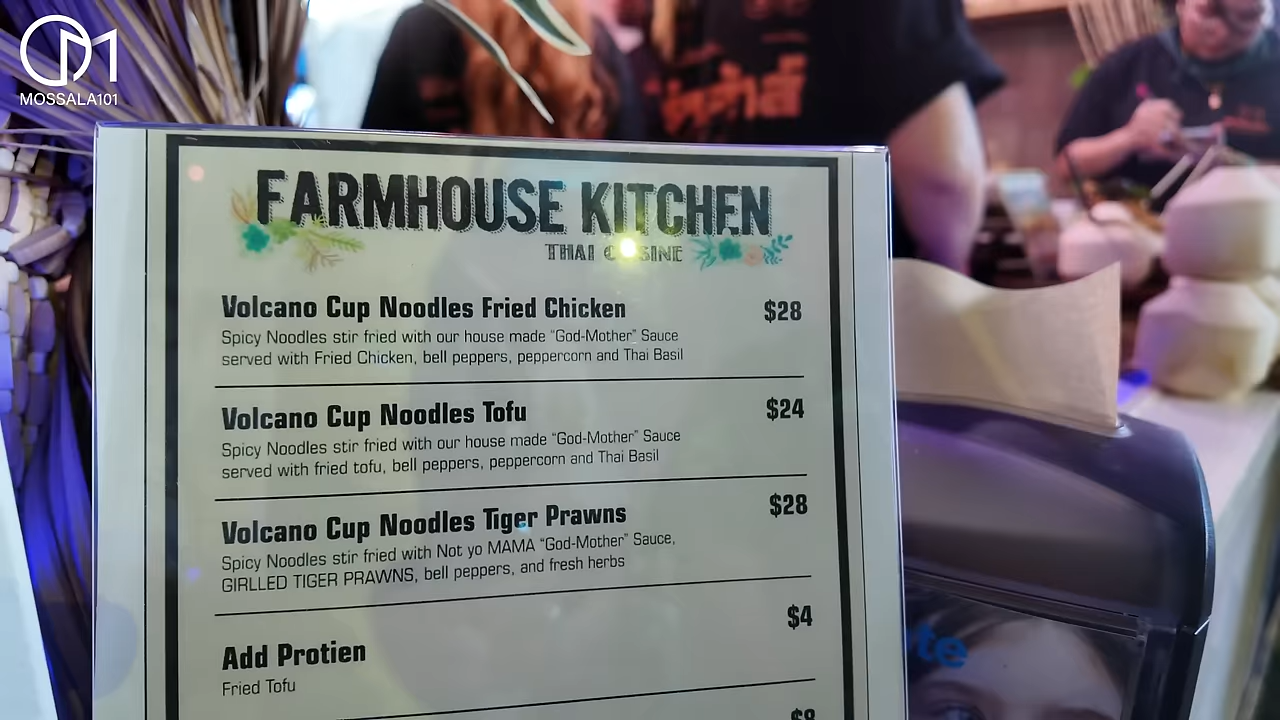 MOSSALA101
FARMHOUSE KITCHEN
THAI CUISINE
Volcano Cup Noodles Fried Chicken $28
Spicy Noodles stir fried with our house made "God-Mother" Sauce
served with Fried Chicken, bell peppers, peppercorn and Thai Basil
Volcano Cup Noodles Tofu $24
Spicy Noodles stir fried with our house made "God-Mother" Sauce
served with fried tofu, bell peppers, peppercorn and Thai Basil
Volcano Cup Noodles Tiger Prawns $28
Spicy Noodles stir fried with Not yo MAMA "God-Mother" Sauce,
GIRLLED TIGER PRAWNS, bell peppers, and fresh herbs
$4
Add Protien
Fried Tofu
$8
te